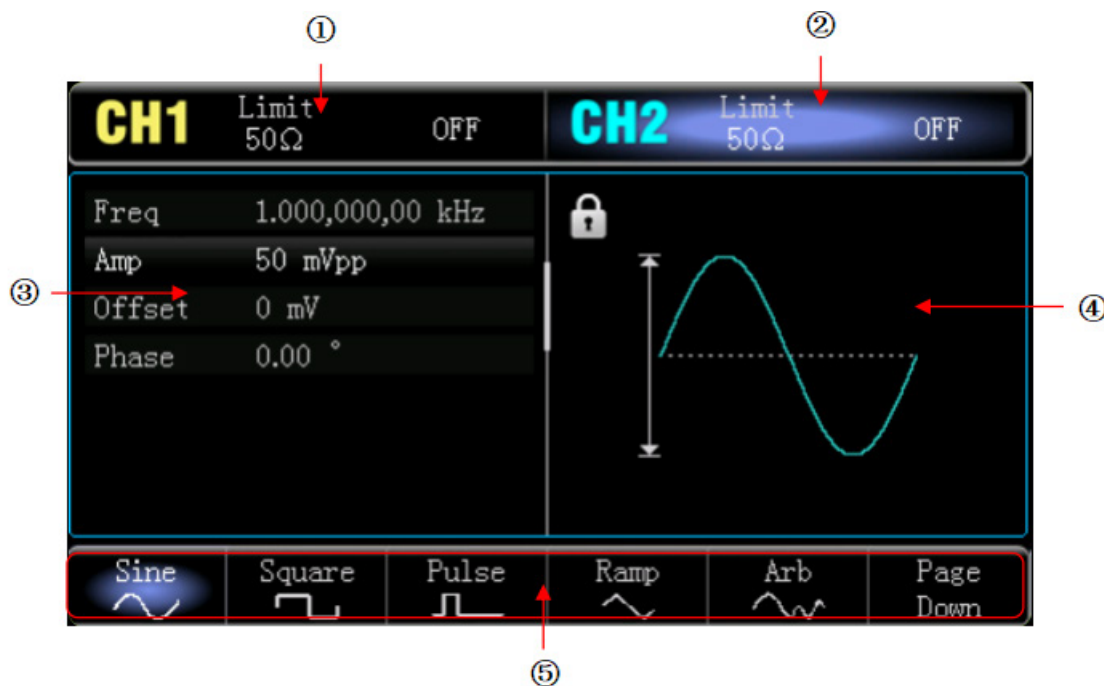 ① ②
CH1 Limit 50Ω OFF CH2 Limit 50Ω OFF
Freq 1.000,000,00 kHz
Amp 50 mVpp
③ ④
Offset 0 mV
Phase 0.00 °
Sine Square Pulse Ramp Arb Page Down
⑤